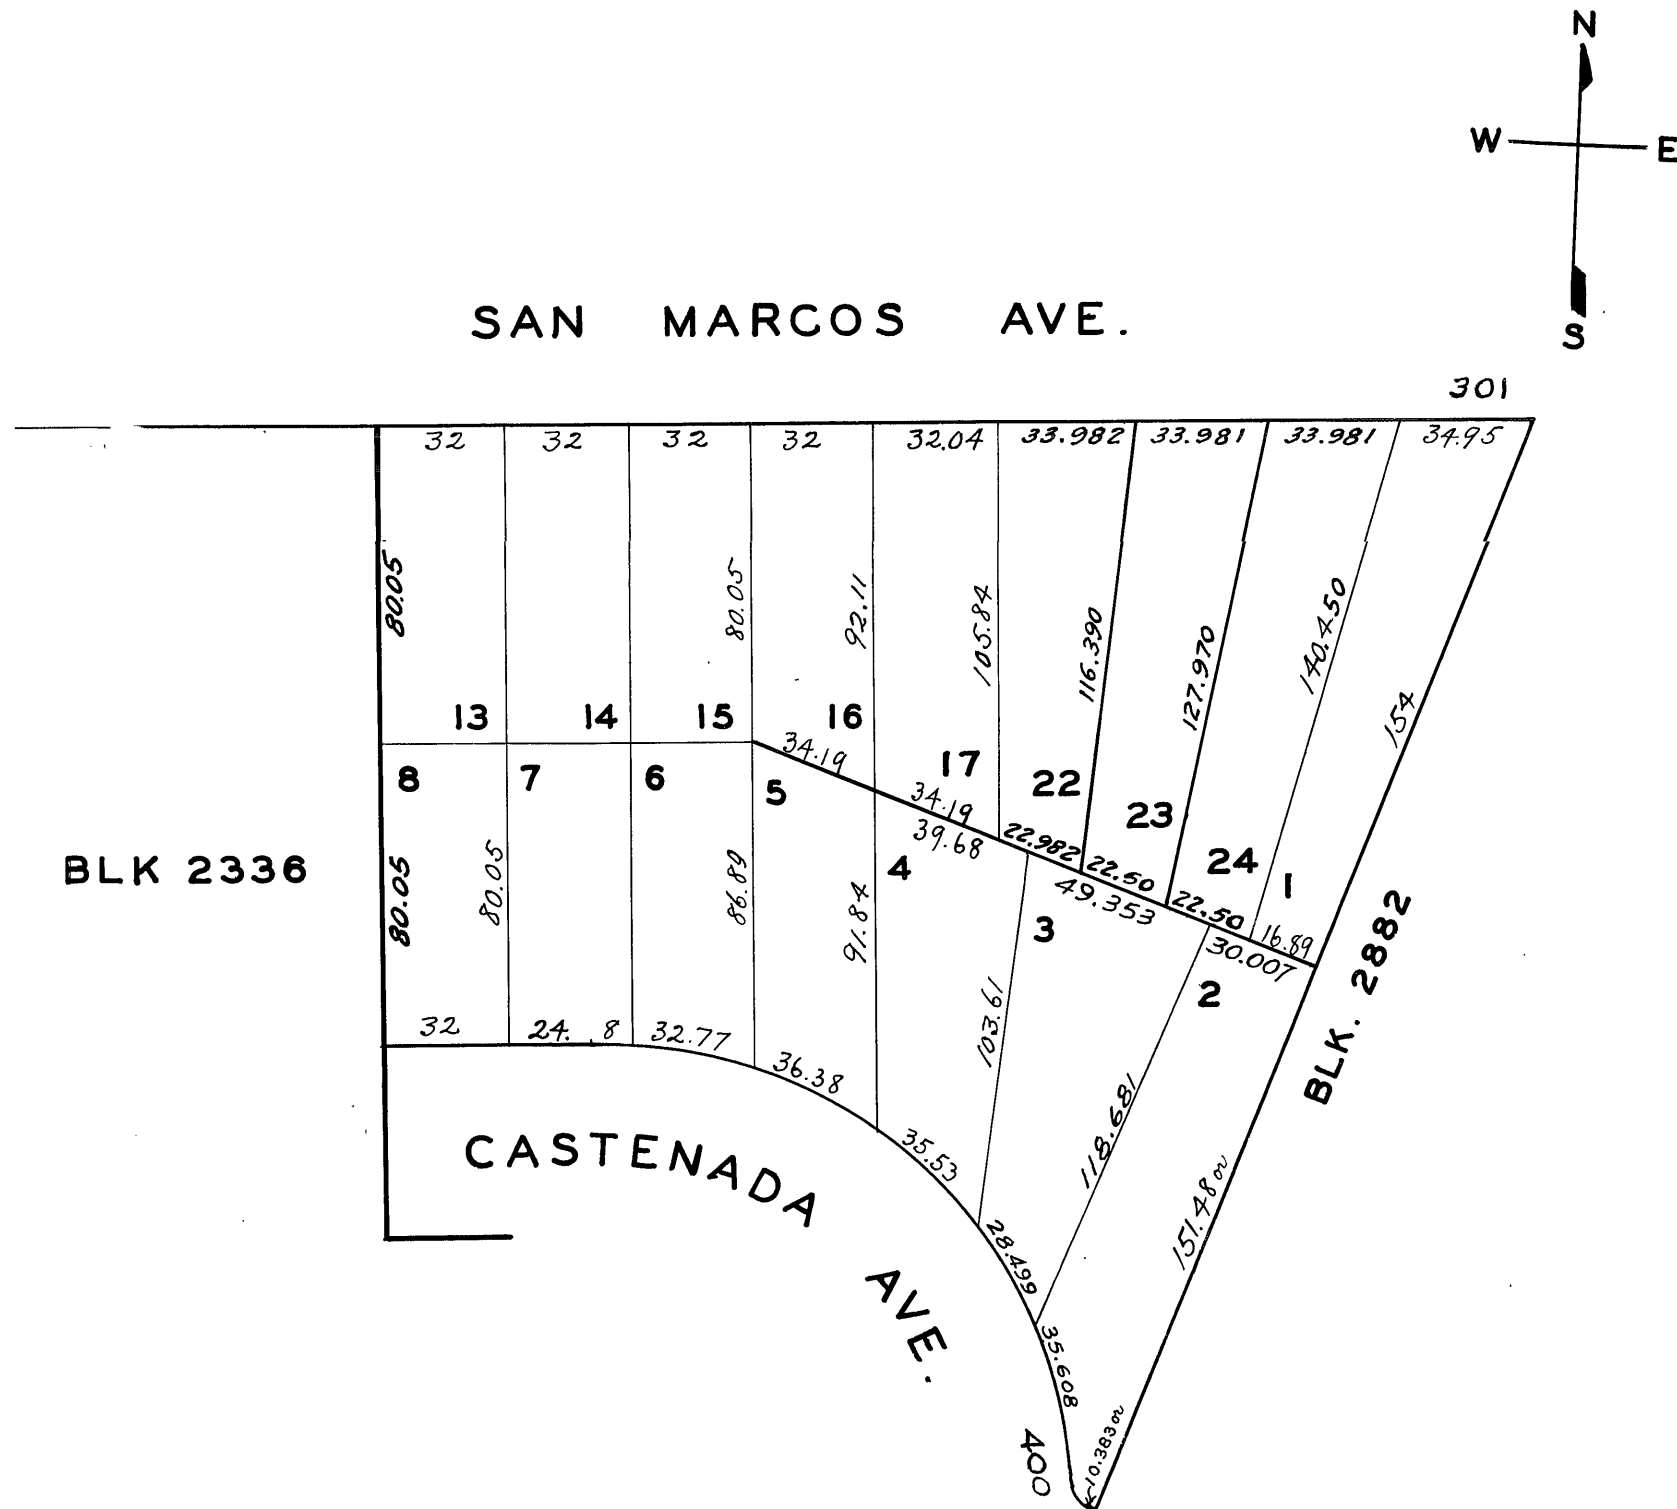 N
W E
S
SAN MARCOS AVE.
301
32 32 32 32 32.04 33.982 33.981 33.981 34.95
80.05 80.05 92.11 105.84 116.390 127.970 140.450 154
13 14 15 16 17 22 23 24 1
34.19 34.19 22.982 22.50 22.50 16.89
39.68 49.353 30.007
8 7 6 5 4 3 2
BLK 2336
80.05 80.05 86.89 91.84 103.61 118.681 151.48 or
BLK. 2882
32 24. 8 32.77 36.38 35.53 28.499 35.608
10.383 or
CASTENADA AVE.
400